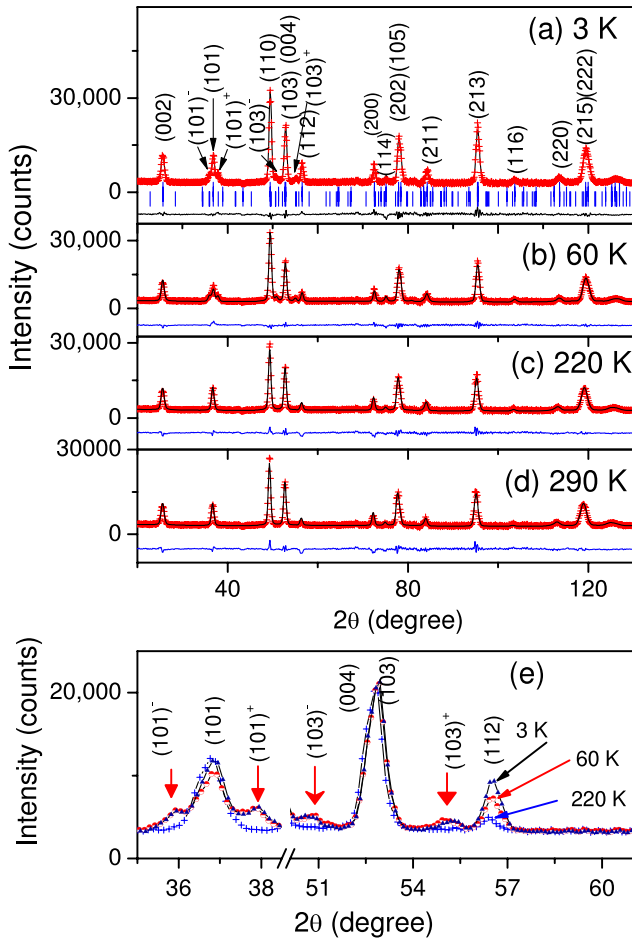 (a) 3 K
30,000
0
(002)
(101)⁻
(101)
(101)⁺
(103)⁻
(110)
(103)
(004)
(112)
(103)⁺
(200)
(114)
(202)
(105)
(211)
(213)
(116)
(220)
(215)
(222)
Intensity (counts)
(b) 60 K
30,000
0
(c) 220 K
30,000
0
(d) 290 K
30000
0
40 80 120
2θ (degree)
(e)
20,000
0
Intensity (counts)
(101)⁻
(101)
(101)⁺
(103)⁻
(004)
(103)
(103)⁺
(112)
3 K
60 K
220 K
36 38 51 54 57 60
2θ (degree)